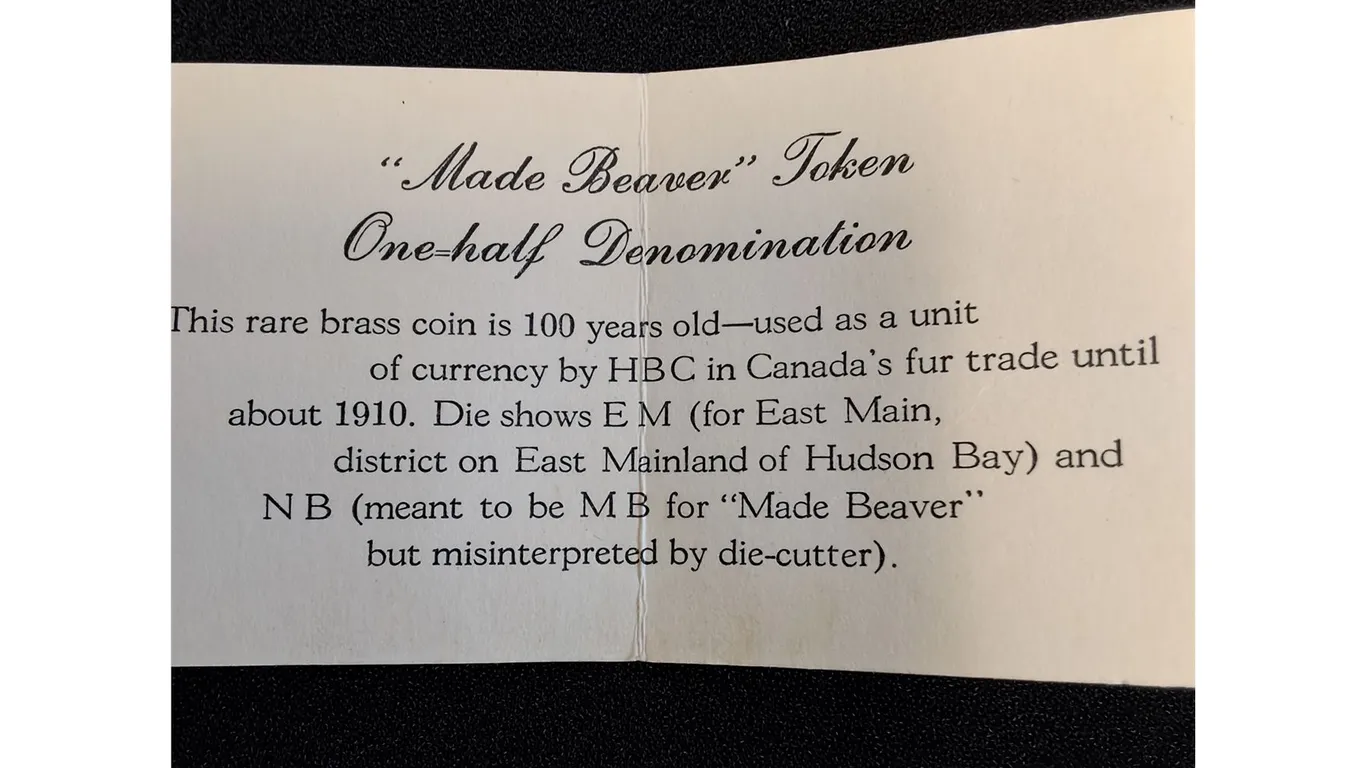 “Made Beaver” Token
One-half Denomination
This rare brass coin is 100 years old—used as a unit
of currency by HBC in Canada's fur trade until
about 1910. Die shows E M (for East Main,
district on East Mainland of Hudson Bay) and
N B (meant to be M B for “Made Beaver”
but misinterpreted by die-cutter).